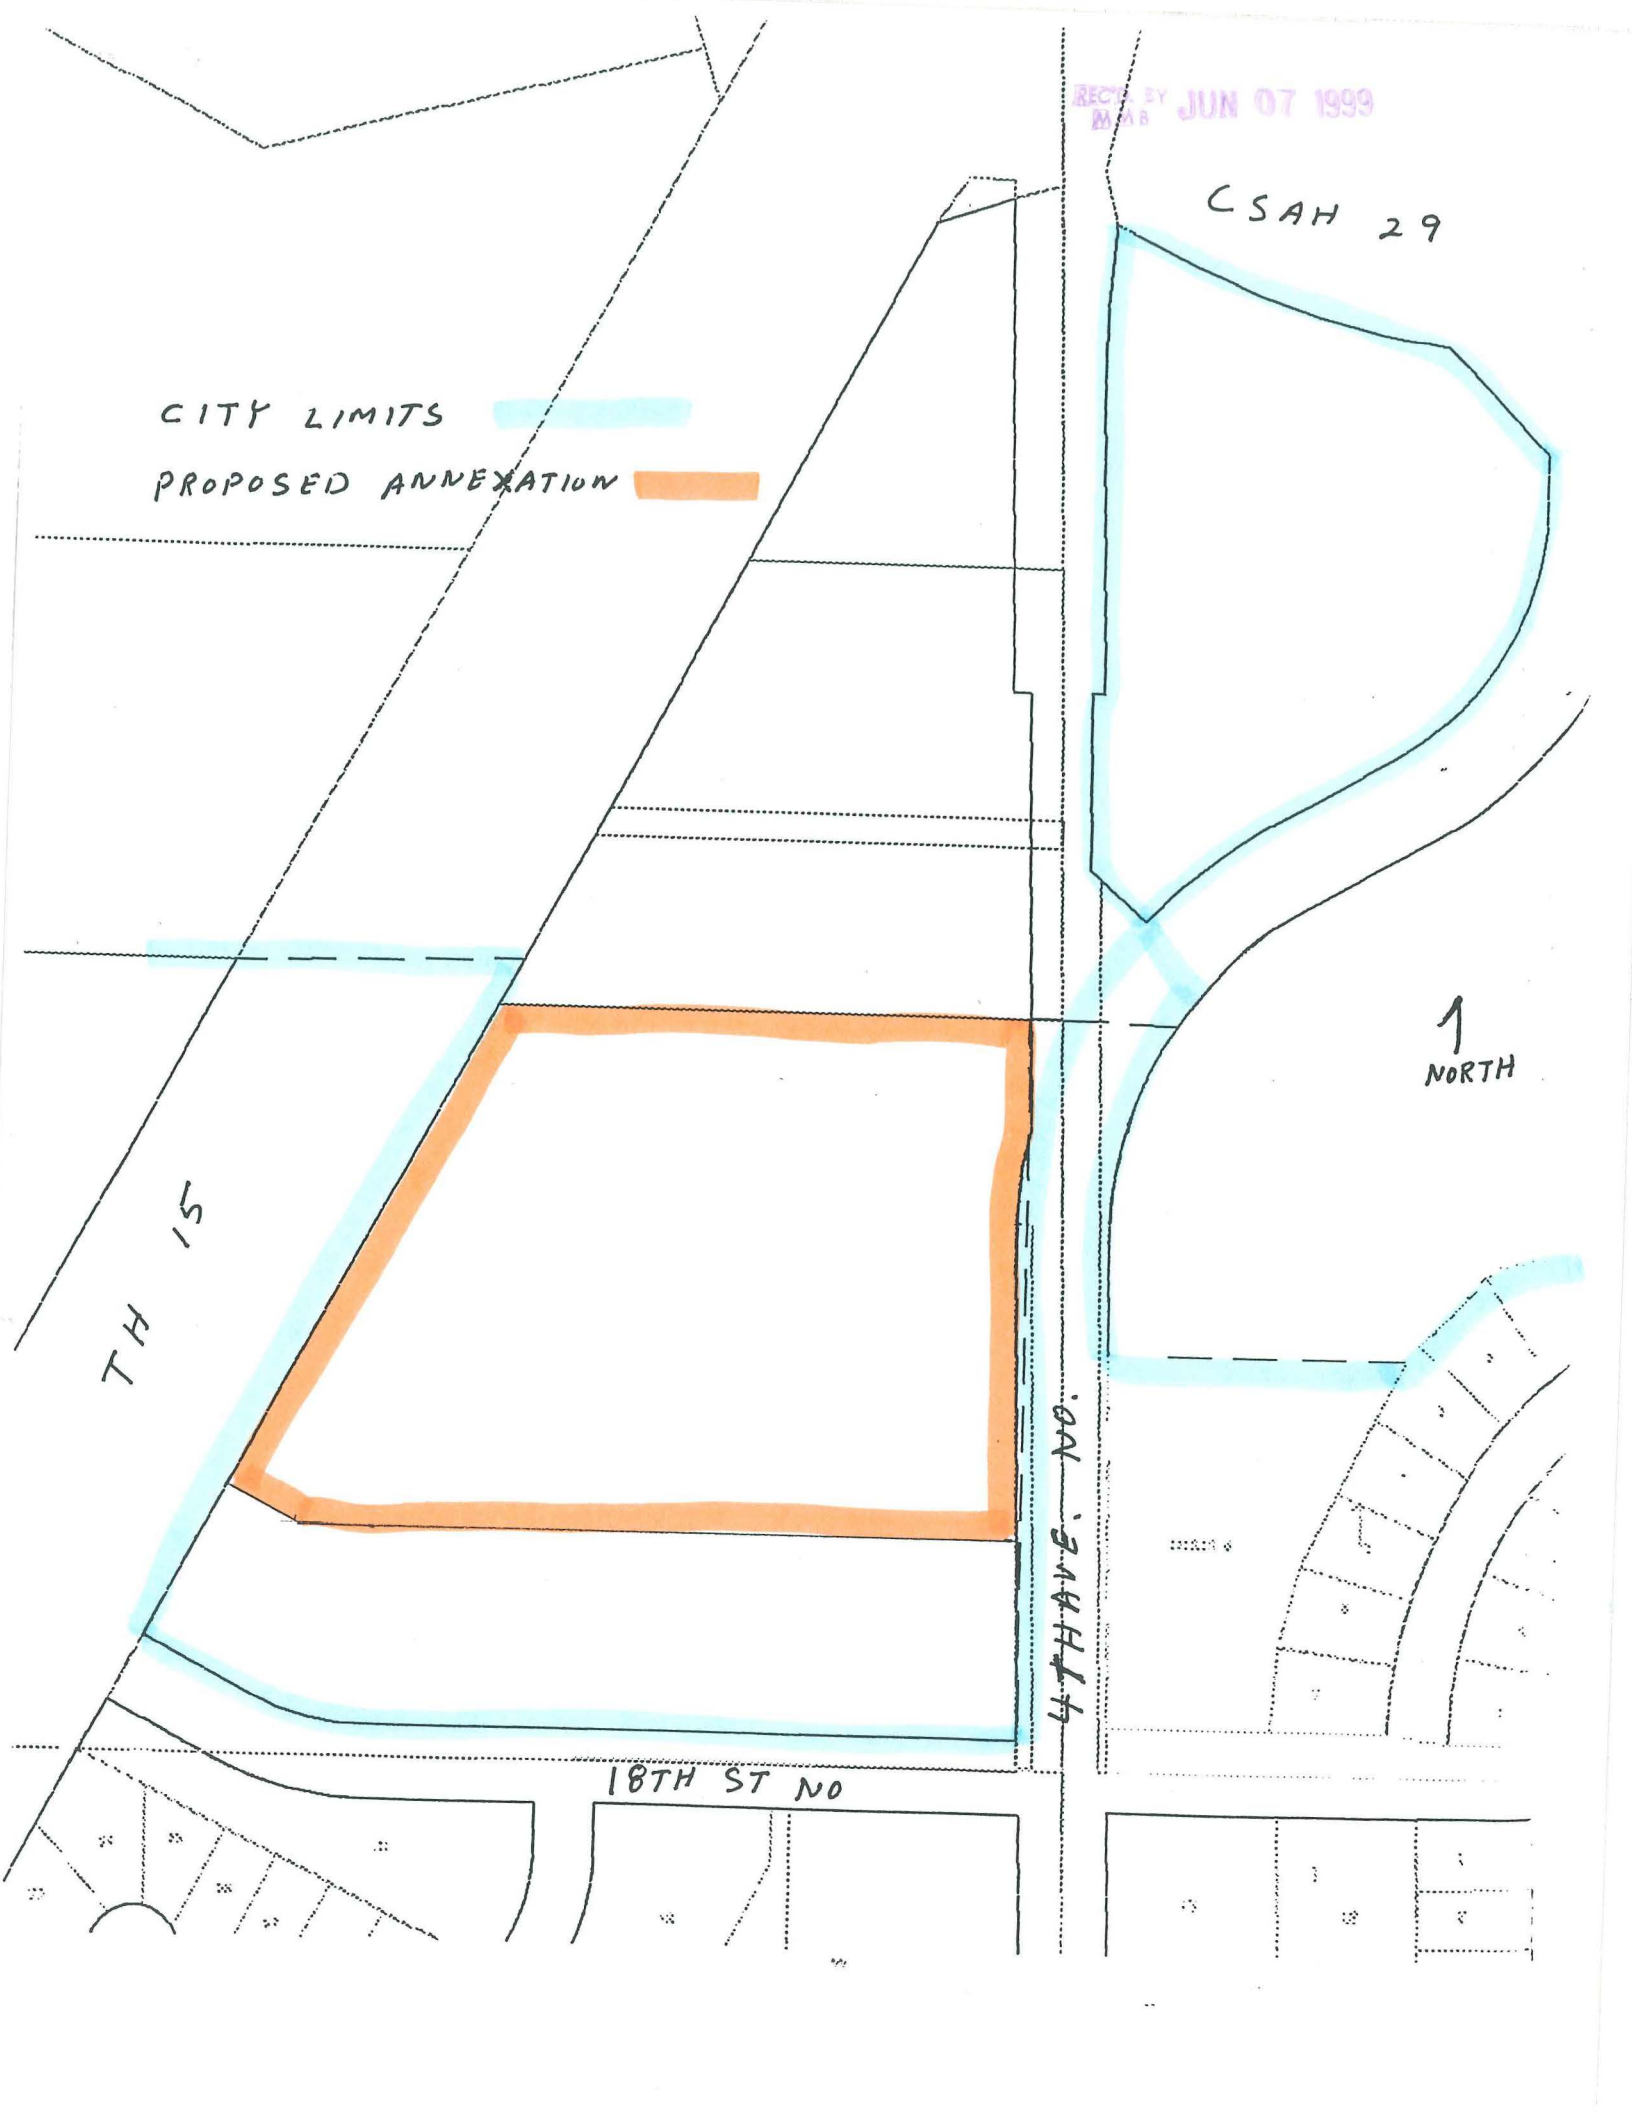 REC'D. BY JUN 07 1999
MMB
CSAH 29
CITY LIMITS
PROPOSED ANNEXATION
NORTH
TH 15
4TH AVE. NO.
18TH ST NO